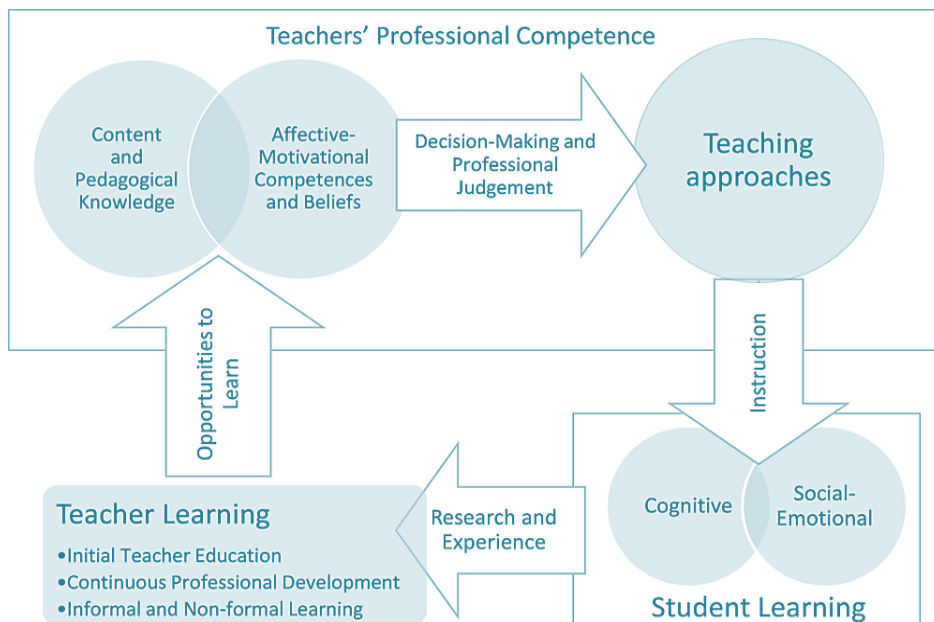 Teachers’ Professional Competence
Content
and
Pedagogical
Knowledge
Affective-
Motivational
Competences
and Beliefs
Decision-Making and
Professional
Judgement
Teaching
approaches
Instruction
Cognitive
Social-
Emotional
Student Learning
Research and
Experience
Teacher Learning
•Initial Teacher Education
•Continuous Professional Development
•Informal and Non-formal Learning
Opportunities to
Learn